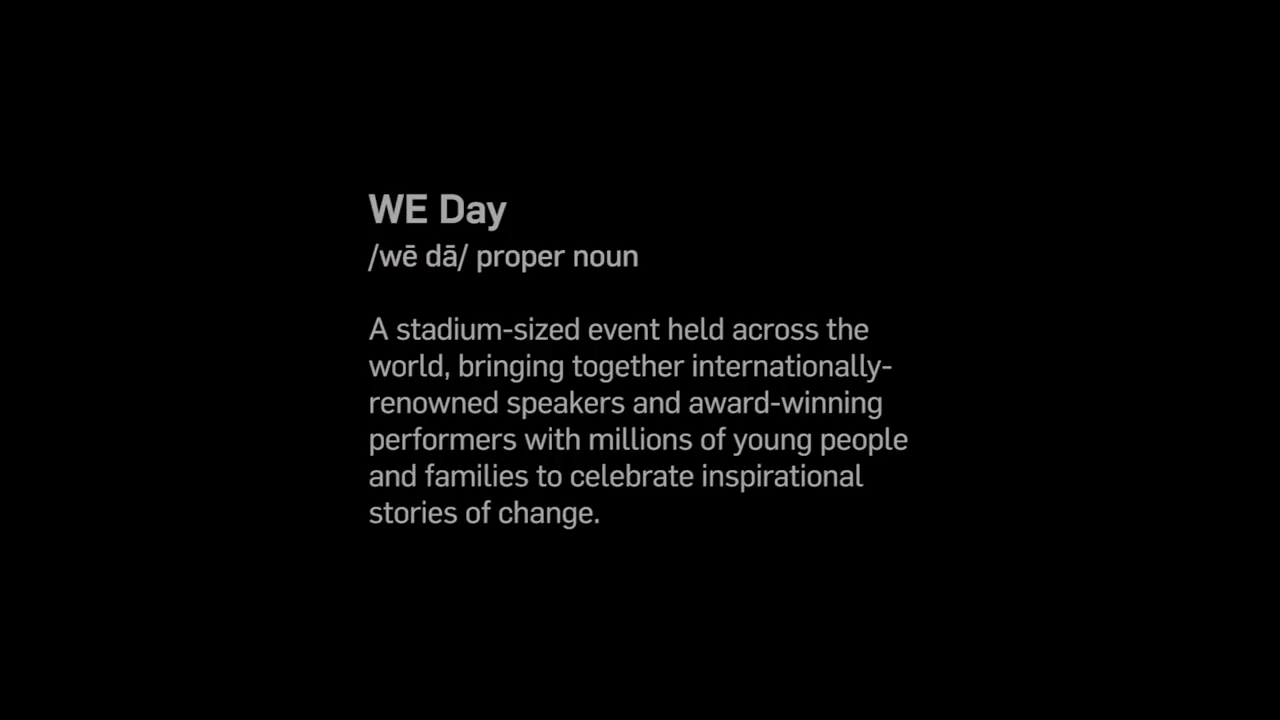 WE Day
/wē dā/ proper noun
A stadium-sized event held across the
world, bringing together internationally-
renowned speakers and award-winning
performers with millions of young people
and families to celebrate inspirational
stories of change.